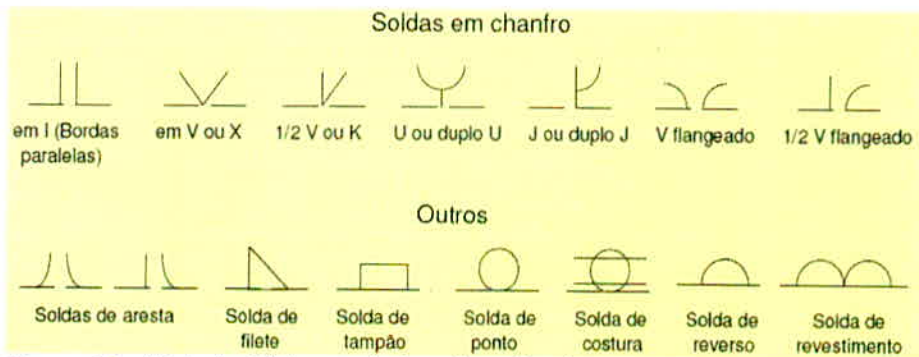 Soldas em chanfro
em I (Bordas paralelas)
em V ou X
1/2 V ou K
U ou duplo U
J ou duplo J
V flangeado
1/2 V flangeado
Outros
Soldas de aresta
Solda de filete
Solda de tampão
Solda de ponto
Solda de costura
Solda de reverso
Solda de revestimento